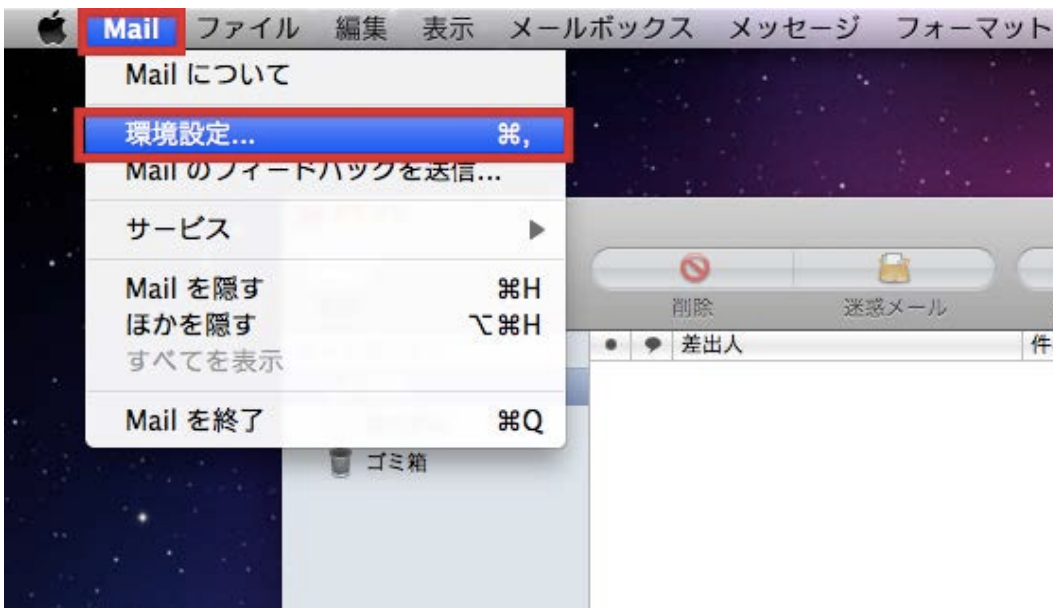 Mail ファイル 編集 表示 メールボックス メッセージ フォーマット
Mail について
環境設定... ⌘,
Mail のフィードバックを送信...
サービス ▶
Mail を隠す ⌘H
ほかを隠す ⌥⌘H
すべてを表示
Mail を終了 ⌘Q
削除 迷惑メール
差出人 件
ゴミ箱